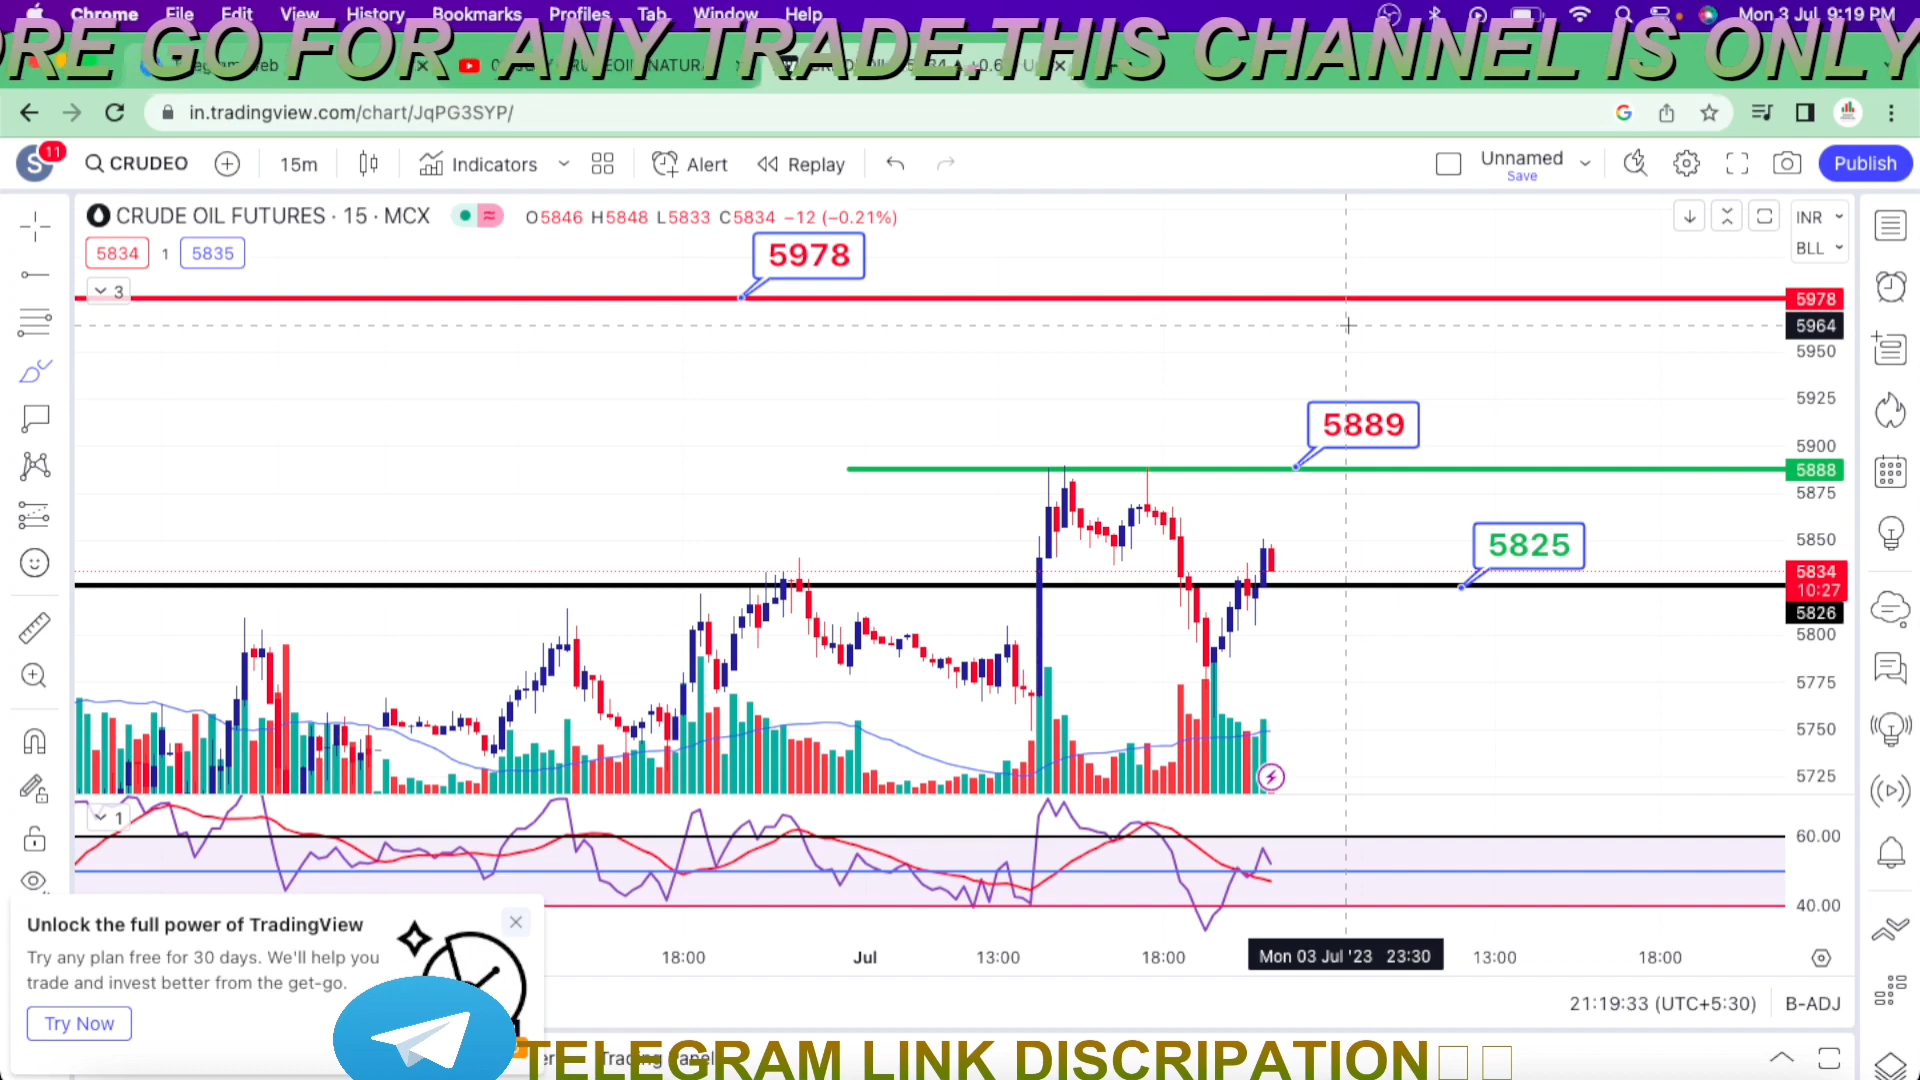 Chrome File Edit View History Bookmarks Profiles Tab Window Help Mon 3 Jul 9:19 PM
ORE GO FOR ANY TRADE THIS CHANNEL IS ONLY
in.tradingview.com/chart/JqPG3SYP/
S 11 CRUDEO 15m Indicators Alert Replay Unnamed Save Publish
CRUDE OIL FUTURES · 15 · MCX O5846 H5848 L5833 C5834 −12 (−0.21%) INR
5834 1 5835 BLL
5978
3
5978
5964
5950
5925
5889
5900
5888
5875
5825
5850
5834
10:27
5826
5800
5775
5750
5725
1
60.00
40.00
Unlock the full power of TradingView
Try any plan free for 30 days. We'll help you
trade and invest better from the get-go.
Try Now
18:00 Jul 13:00 18:00 Mon 03 Jul '23 23:30 13:00 18:00
21:19:33 (UTC+5:30) B-ADJ
TELEGRAM LINK DISCRIPATION